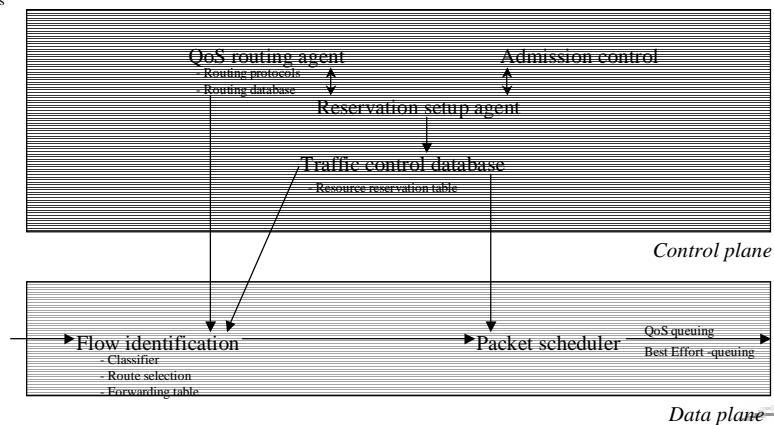 s
QoS routing agent
- Routing protocols
- Routing database
Admission control
Reservation setup agent
Traffic control database
- Resource reservation table
Control plane
Flow identification
- Classifier
- Route selection
- Forwarding table
Packet scheduler
QoS queuing
Best Effort -queuing
Data plane